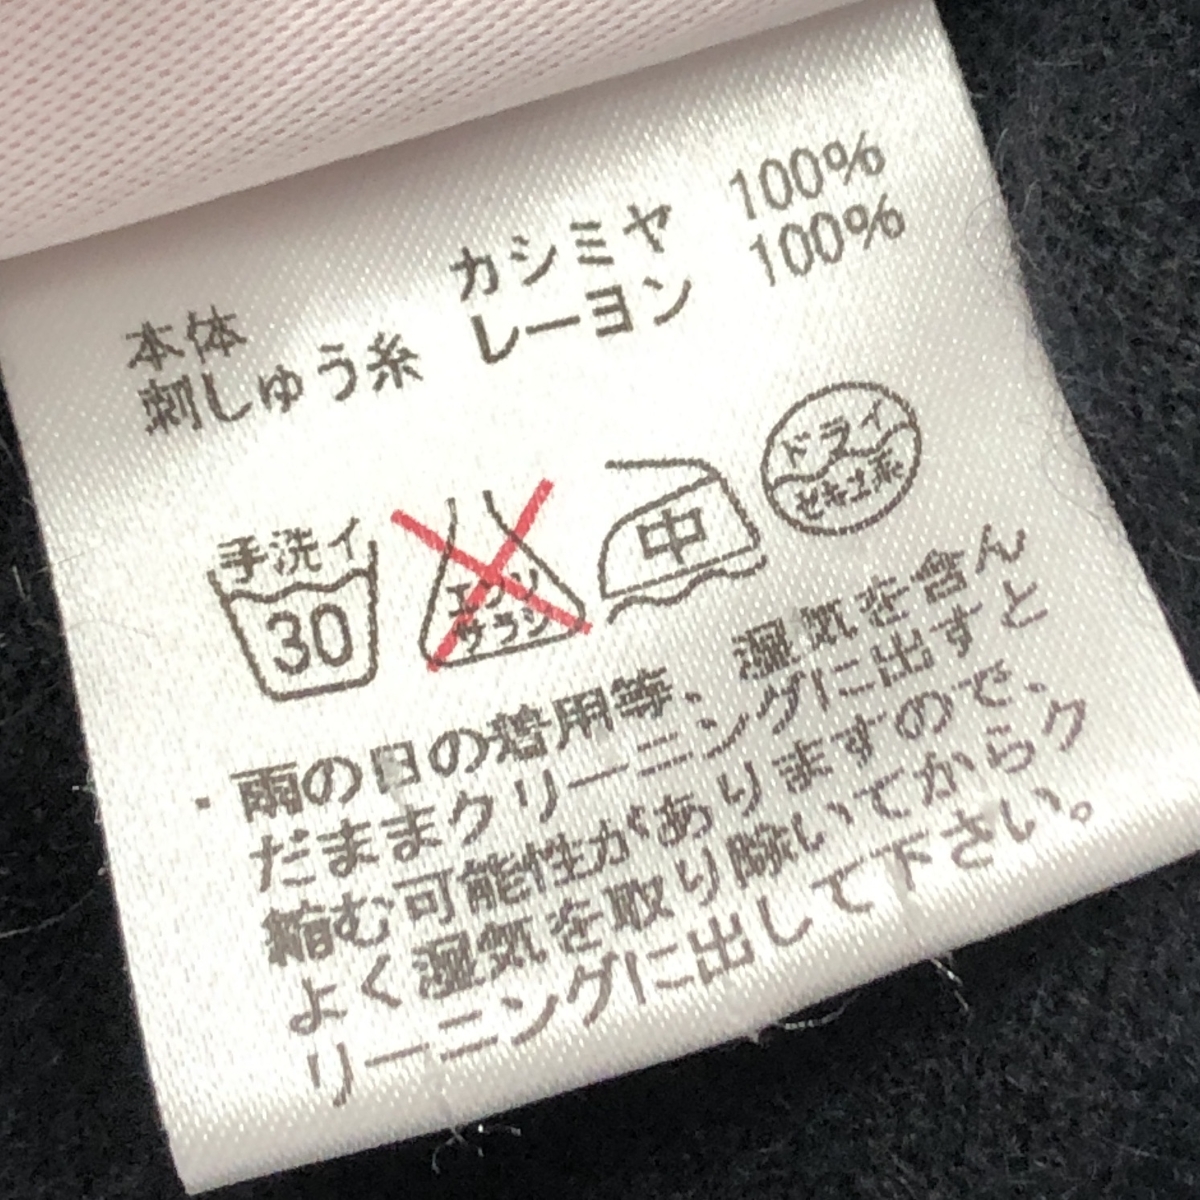 本体 カシミヤ 100%
刺しゅう糸 レーヨン 100%
手洗イ
30
エンソ
サラシ
中
ドライ
セキユ系
・雨の日の着用等、湿気を含ん
だままクリーニングに出すと
縮む可能性がありますので、
よく湿気を取り除いてからク
リーニングに出して下さい。